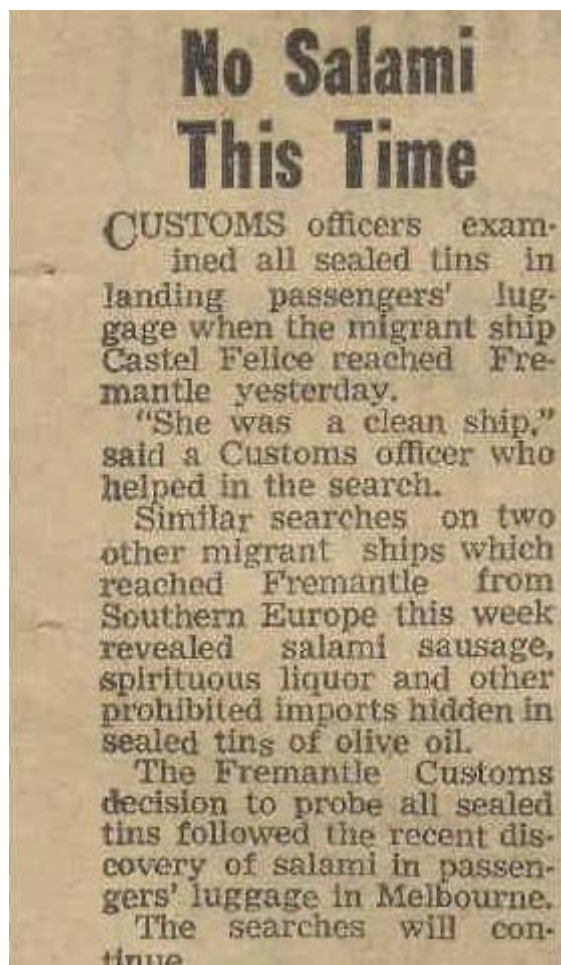 No Salami
This Time
CUSTOMS officers exam-
ined all sealed tins in
landing passengers' lug-
gage when the migrant ship
Castel Felice reached Fre-
mantle yesterday.
"She was a clean ship,"
said a Customs officer who
helped in the search.
Similar searches on two
other migrant ships which
reached Fremantle from
Southern Europe this week
revealed salami sausage,
spirituous liquor and other
prohibited imports hidden in
sealed tins of olive oil.
The Fremantle Customs
decision to probe all sealed
tins followed the recent dis-
covery of salami in passen-
gers' luggage in Melbourne.
The searches will con-
tinue